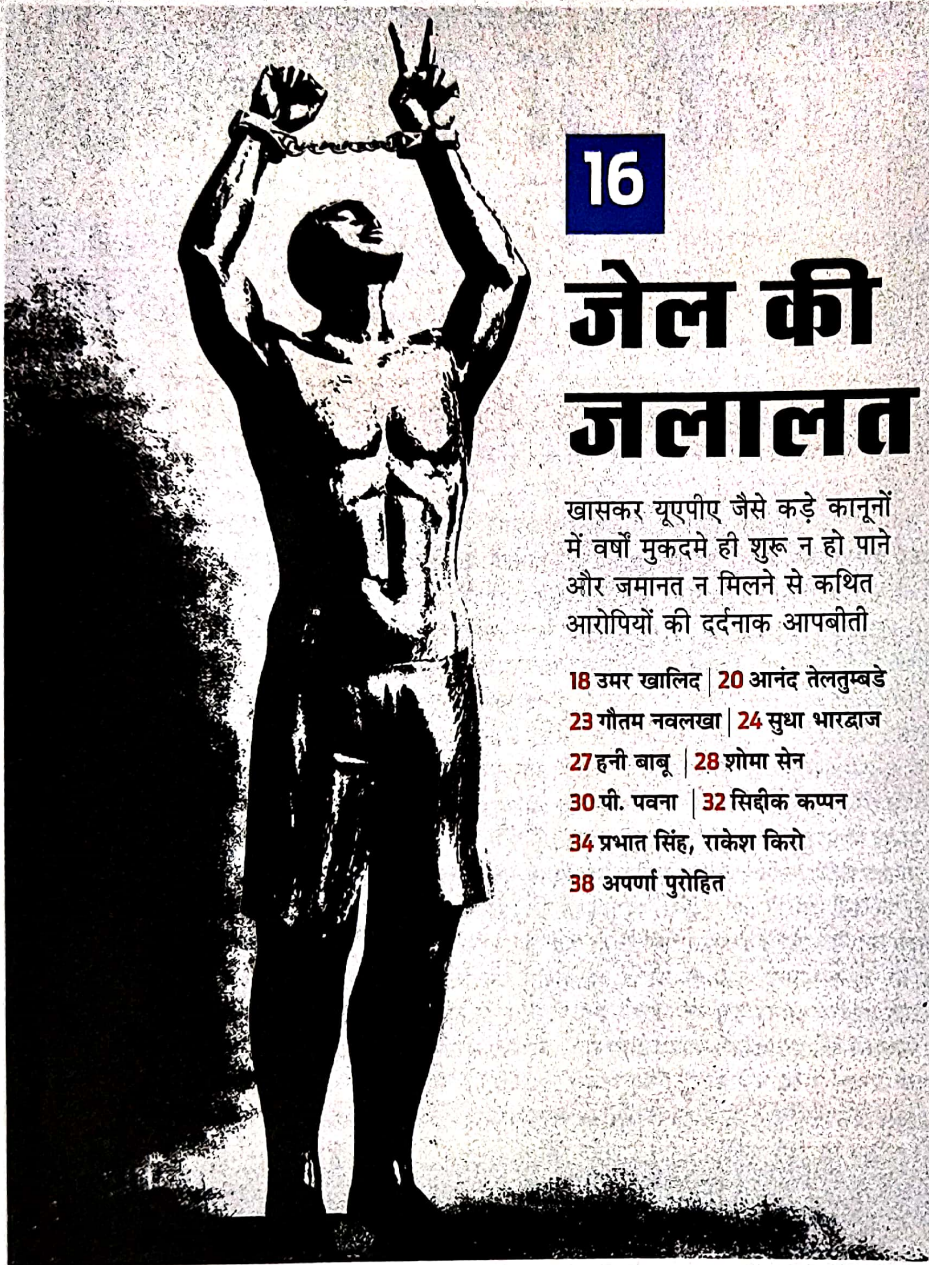 16
जेल की
जलालत
खासकर यूएपीए जैसे कड़े कानूनों
में वर्षों मुकदमे ही शुरू न हो पाने
और जमानत न मिलने से कथित
आरोपियों की दर्दनाक आपबीती
18 उमर खालिद | 20 आनंद तेलतुम्बडे
23 गौतम नवलखा | 24 सुधा भारद्वाज
27 हनी बाबू | 28 शोमा सेन
30 पी. पवना | 32 सिद्दीक कप्पन
34 प्रभात सिंह, राकेश किरो
38 अपर्णा पुरोहित